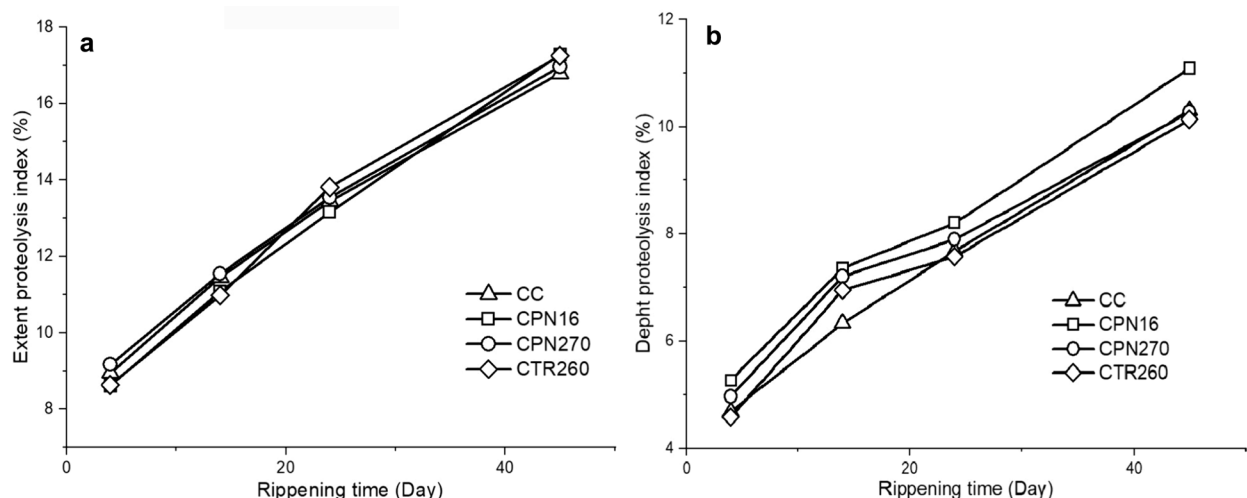 a
Extent proteolysis index (%)
18
17
16
14
12
10
8
0
20
40
Rippening time (Day)
CC
CPN16
CPN270
CTR260
b
Depht proteolysis index (%)
12
10
8
6
4
0
20
40
Rippening time (Day)
CC
CPN16
CPN270
CTR260